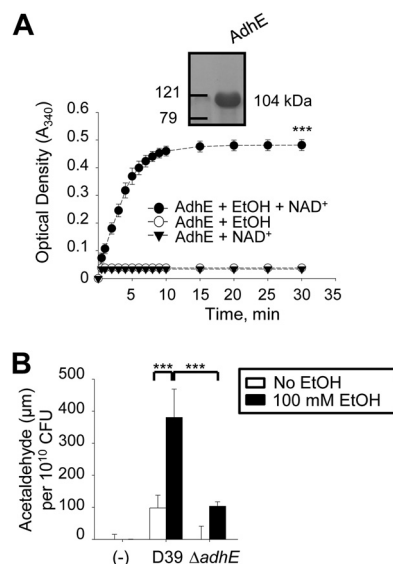 A
AdhE
121
79
104 kDa
Optical Density (A340)
0.6
0.5
0.4
0.3
0.2
0.1
0
***
AdhE + EtOH + NAD+
AdhE + EtOH
AdhE + NAD+
5 10 15 20 25 30 35
Time, min
B
Acetaldehyde (µm)
per 10^10 CFU
500
400
300
200
100
0
*** ***
No EtOH
100 mM EtOH
(-) D39 ΔadhE